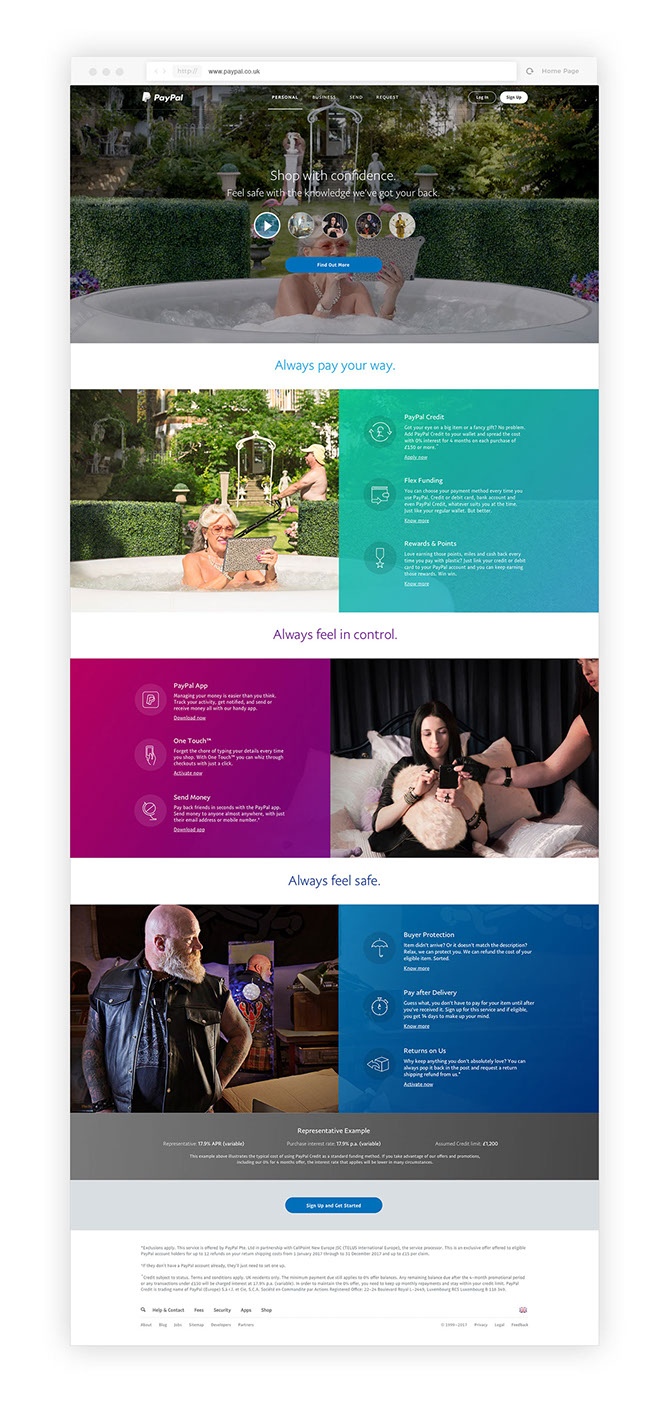 http://
www.paypal.co.uk
Home Page
PayPal
PERSONAL
BUSINESS
SEND
REQUEST
Log In
Sign Up
Shop with confidence.
Feel safe with the knowledge we've got your back.
Find Out More
Always pay your way.
PayPal Credit
Got your eye on a big item or a fancy gift? No problem.
Add PayPal Credit to your wallet and spread the cost
with 0% interest for 4 months on each purchase of
£150 or more.*
Apply now
Flex Funding
You can choose your payment method every time you
use PayPal, Credit or debit card, bank account and
even PayPal Credit, whatever suits you at the time.
Just like your regular wallet. But better.
Know more
Rewards & Points
Love earning those points, miles and cash back every
time you pay with plastic? Just link your credit or debit
card to your PayPal account and you can keep earning
those rewards. Win win.
Know more
Always feel in control.
PayPal App
Managing your money is easier than you think.
Track your activity, get notified, and send or
receive money all with our handy app.
Download now
One Touch™
Forget the chore of typing your details every time
you shop. With One Touch™ you can whiz through
checkouts with just a click.
Activate now
Send Money
Pay back friends in seconds with the PayPal app.
Send money to anyone almost anywhere, with just
their email address or mobile number.*
Download app
Always feel safe.
Buyer Protection
Item didn't arrive? Or it doesn't match the description?
Relax, we can protect you. We can refund the cost of your
eligible item. Sorted.
Know more
Pay after Delivery
Guess what, you don't have to pay for your item until after
you've received it. Sign up for this service and if eligible,
you get 14 days to make up your mind.
Know more
Returns on Us
Why keep anything you don't absolutely love? You can
always pop it back in the post and request a return
shipping refund from us.*
Activate now
Representative Example
Representative: 17.9% APR (variable)
Purchase interest rate: 17.9% p.a. (variable)
Assumed Credit limit: £1,200
This example above illustrates the typical cost of using PayPal Credit as a standard funding method. If you take advantage of our offers and promotions,
including our 0% for 4 months offer, the interest rate that applies will be lower in many circumstances.
Sign Up and Get Started
*Exclusions apply. This service is offered by PayPal Pte. Ltd in partnership with CallPoint New Europe JSC (TELUS International Europe), the service processor. This is an exclusive offer offered to eligible
PayPal account holders for up to 12 refunds on your return shipping costs from 1 January 2017 through to 31 December 2017 and up to £15 per claim.
*If they don't have a PayPal account already, they'll just need to set one up.
*Credit subject to status. Terms and conditions apply. UK residents only. The minimum payment due still applies to 0% offer balances. Any remaining balance due after the 4-month promotional period
or any transactions under £150 will be charged interest at 17.9% p.a. (variable). In order to maintain the 0% offer, you need to keep up monthly repayments and stay within your credit limit. PayPal
Credit is trading name of PayPal (Europe) S.à r.l. et Cie, S.C.A. Société en Commandite par Actions Registered Office: 22-24 Boulevard Royal L-2449, Luxembourg RCS Luxembourg B 118 349.
Help & Contact
Fees
Security
Apps
Shop
About
Blog
Jobs
Sitemap
Developers
Partners
© 1999-2017
Privacy
Legal
Feedback